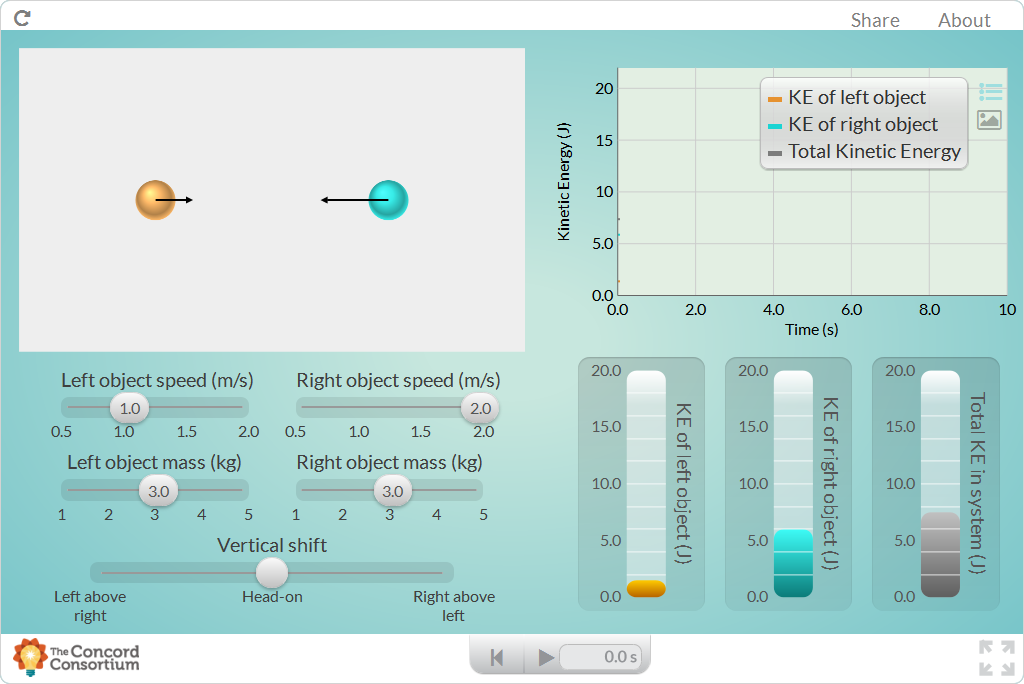 Share About
20
15
10
5.0
0.0
Kinetic Energy (J)
KE of left object
KE of right object
Total Kinetic Energy
0.0 2.0 4.0 6.0 8.0 10
Time (s)
Left object speed (m/s)
1.0
0.5 1.0 1.5 2.0
Right object speed (m/s)
2.0
0.5 1.0 1.5 2.0
Left object mass (kg)
3.0
1 2 3 4 5
Right object mass (kg)
3.0
1 2 3 4 5
Vertical shift
Left above
right
Head-on
Right above
left
20.0
15.0
10.0
5.0
0.0
KE of left object (J)
20.0
15.0
10.0
5.0
0.0
KE of right object (J)
20.0
15.0
10.0
5.0
0.0
Total KE in system (J)
The Concord
Consortium
0.0 s